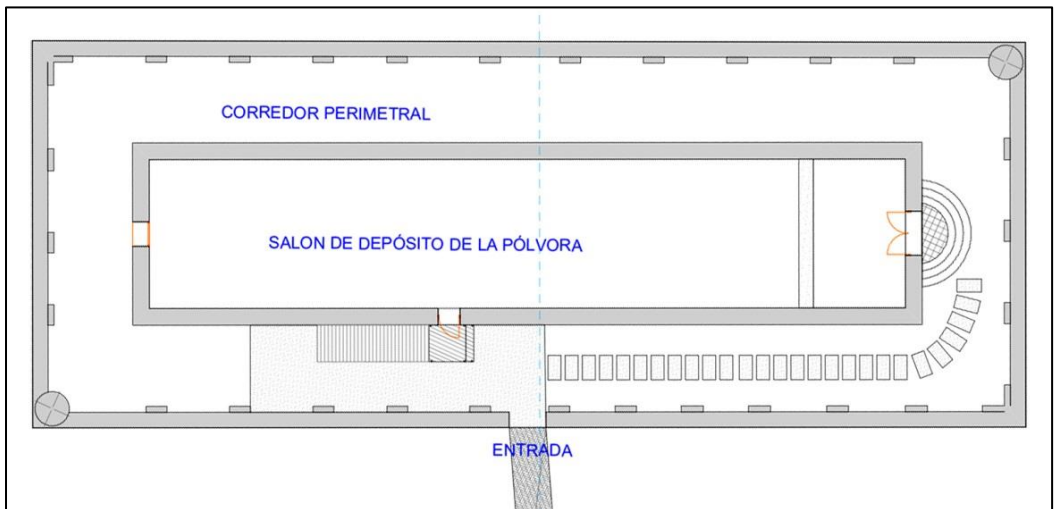 CORREDOR PERIMETRAL
SALON DE DEPÓSITO DE LA PÓLVORA
ENTRADA